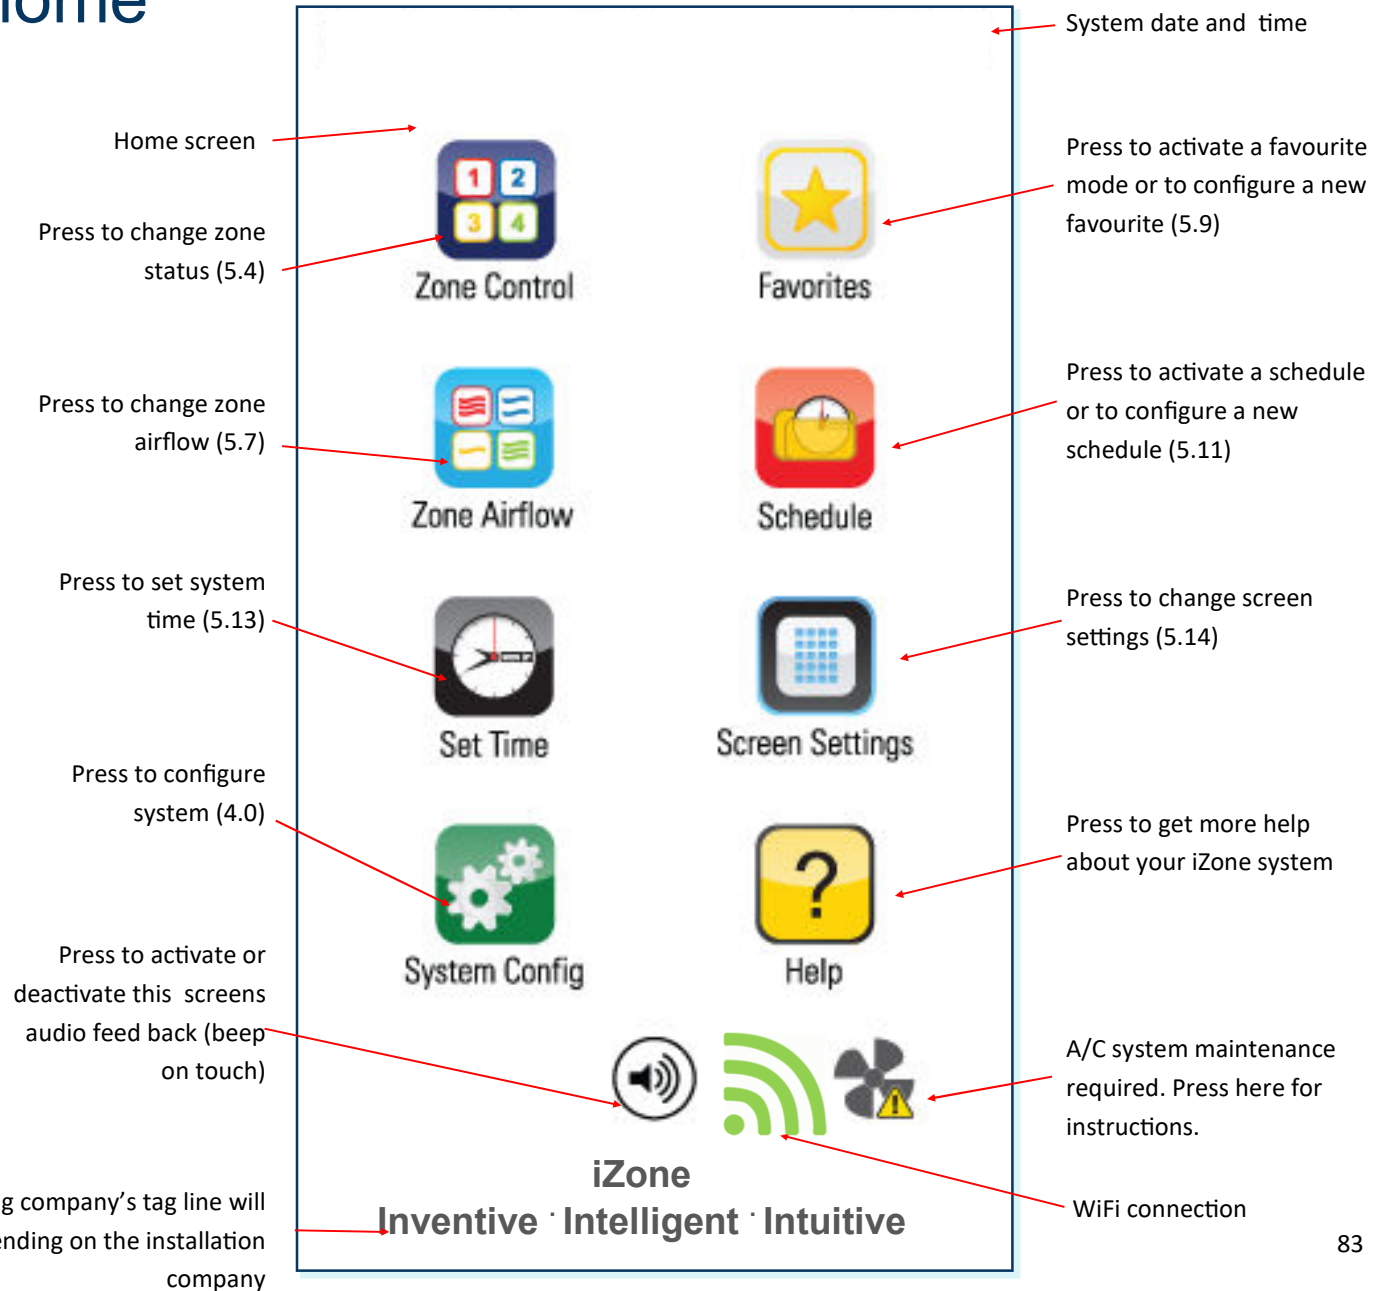 Home
System date and  time
Home screen
Press to activate a favourite
mode or to configure a new
favourite (5.9)
1 2
3 4
Press to change zone
status (5.4)
Zone Control
Favorites
Press to change zone
airflow (5.7)
Press to activate a schedule
or to configure a new
schedule (5.11)
Zone Airflow
Schedule
Press to set system
time (5.13)
Press to change screen
settings (5.14)
Set Time
Screen Settings
Press to configure
system (4.0)
Press to get more help
about your iZone system
?
System Config
Help
Press to activate or
deactivate this  screens
audio feed back (beep
on touch)
A/C system maintenance
required. Press here for
instructions.
iZone
Inventive · Intelligent · Intuitive
WiFi connection
company's tag line will
on the installation
company
83